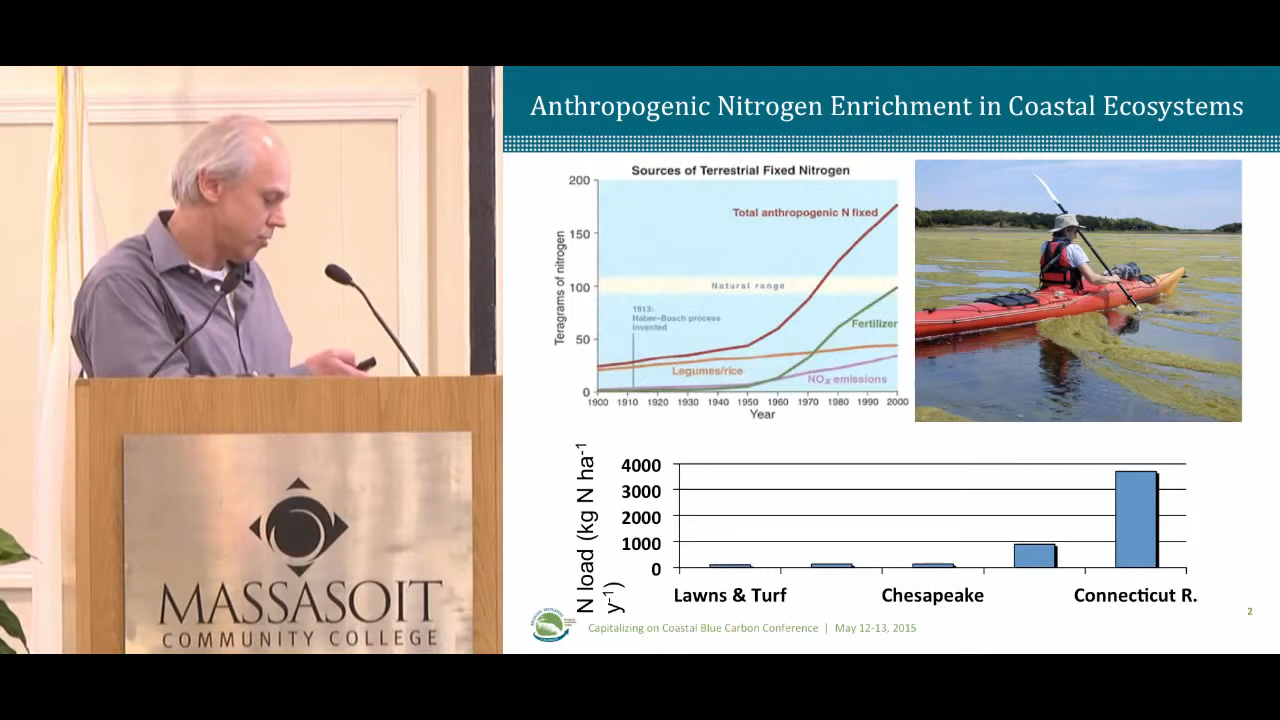 Anthropogenic Nitrogen Enrichment in Coastal Ecosystems
Sources of Terrestrial Fixed Nitrogen
200
150
100
50
0
Teragrams of nitrogen
Total anthropogenic N fixed
Natural range
1913:
Haber–Bosch process
invented
Fertilizer
Legumes/rice
NOx emissions
1900 1910 1920 1930 1940 1950 1960 1970 1980 1990 2000
Year
N load (kg N ha-1
y-1)
4000
3000
2000
1000
0
Lawns & Turf Chesapeake Connecticut R.
Capitalizing on Coastal Blue Carbon Conference | May 12-13, 2015
2
MASSASOIT
COMMUNITY COLLEGE